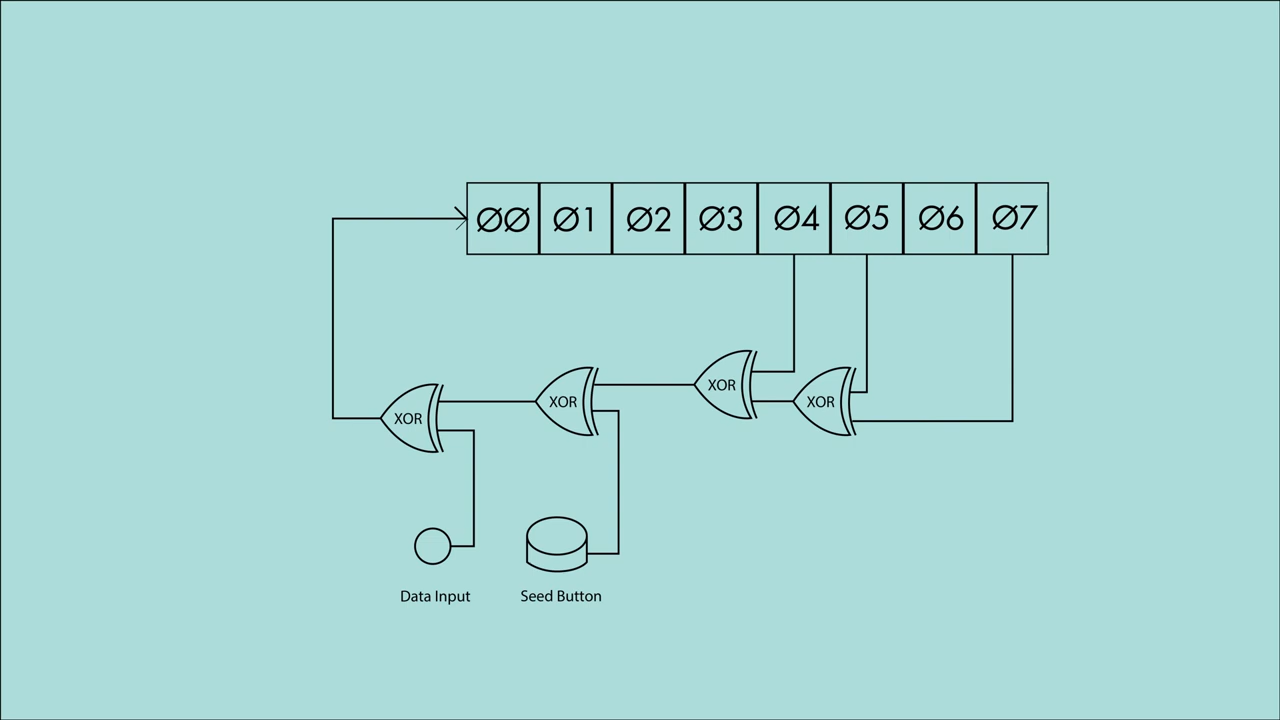 ØØ Ø1 Ø2 Ø3 Ø4 Ø5 Ø6 Ø7
XOR XOR XOR XOR
Data Input Seed Button